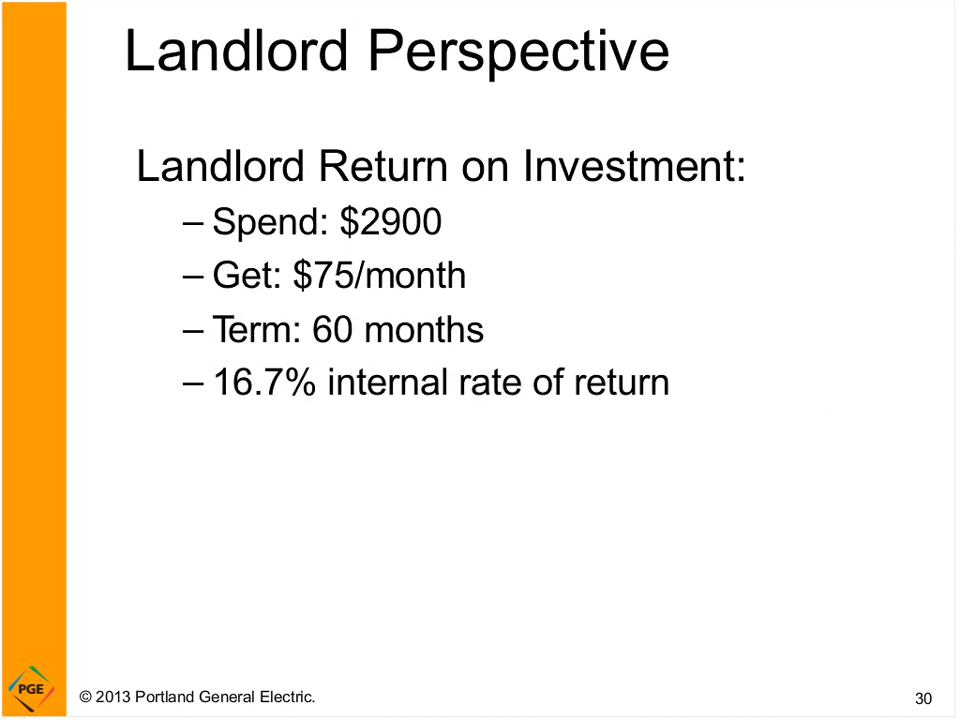 Landlord Perspective
Landlord Return on Investment:
– Spend: $2900
– Get: $75/month
– Term: 60 months
– 16.7% internal rate of return
PGE
© 2013 Portland General Electric.
30